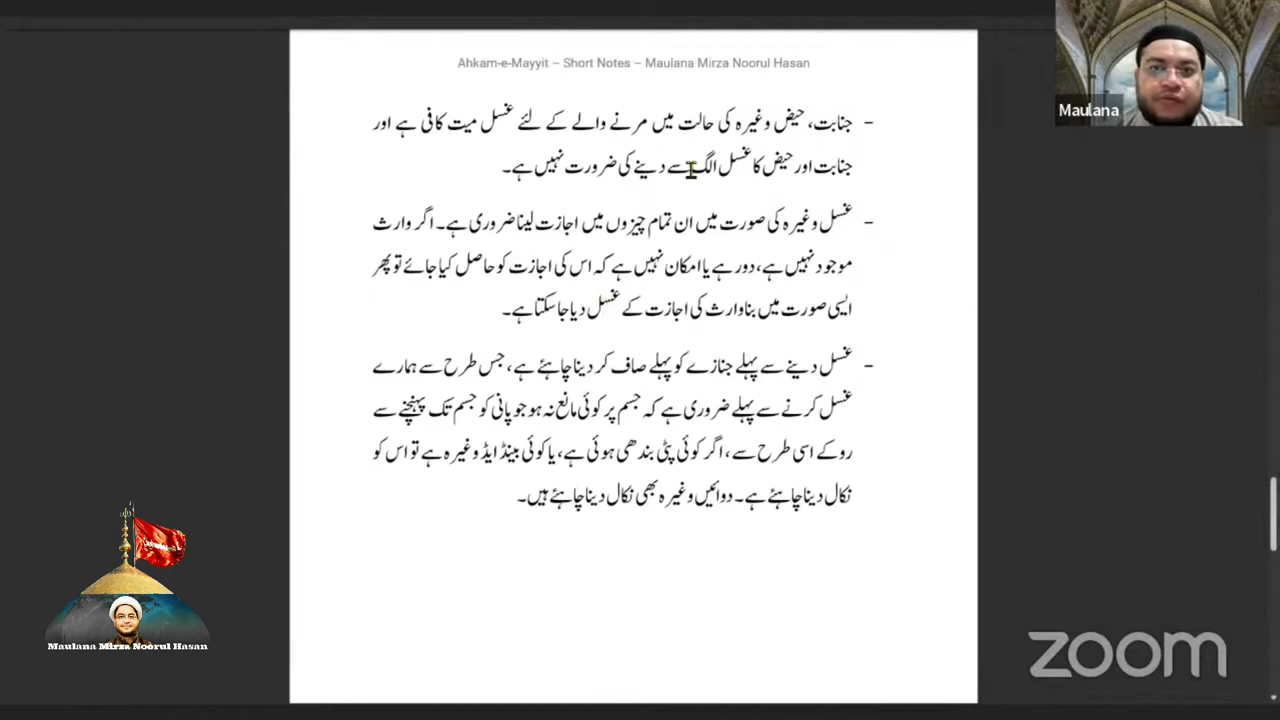 Ahkam-e-Mayyit – Short Notes – Maulana Mirza Noorul Hasan
Maulana
- جنابت، حیض وغیرہ کی حالت میں مرنے والے کے لئے غسل میت کافی ہے اور
جنابت اور حیض کا غسل الگ سے دینے کی ضرورت نہیں ہے۔
- غسل وغیرہ کی صورت میں ان تمام چیزوں میں اجازت لینا ضروری ہے۔ اگر وارث
موجود نہیں ہے، دور ہے یا امکان نہیں ہے کہ اس کی اجازت کو حاصل کیا جائے تو پھر
ایسی صورت میں بنا وارث کی اجازت کے غسل دیا جا سکتا ہے۔
- غسل دینے سے پہلے جنازے کو پہلے صاف کر دینا چاہئے ہے، جس طرح سے ہمارے
غسل کرنے سے پہلے ضروری ہے کہ جسم پر کوئی مانع نہ ہو جو پانی کو جسم تک پہنچنے سے
روکے اسی طرح سے، اگر کوئی پٹی بندھی ہوئی ہے، یا کوئی بینڈ ایڈ وغیرہ ہے تو اس کو
نکال دینا چاہئے ہے۔ دوائیں وغیرہ بھی نکال دینا چاہئے ہیں۔
Maulana Mirza Noorul Hasan
zoom